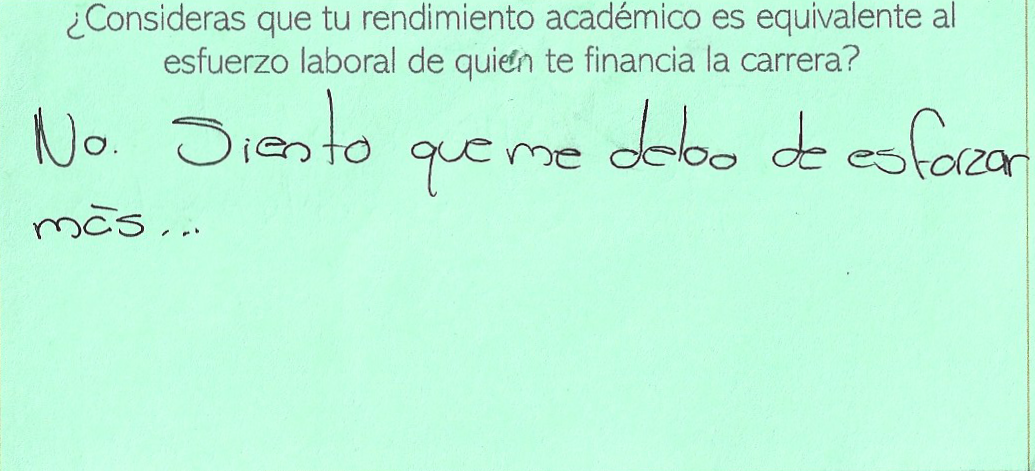 ¿Consideras que tu rendimiento académico es equivalente al
esfuerzo laboral de quién te financia la carrera?
No. Siento que me debo de esforzar
más...